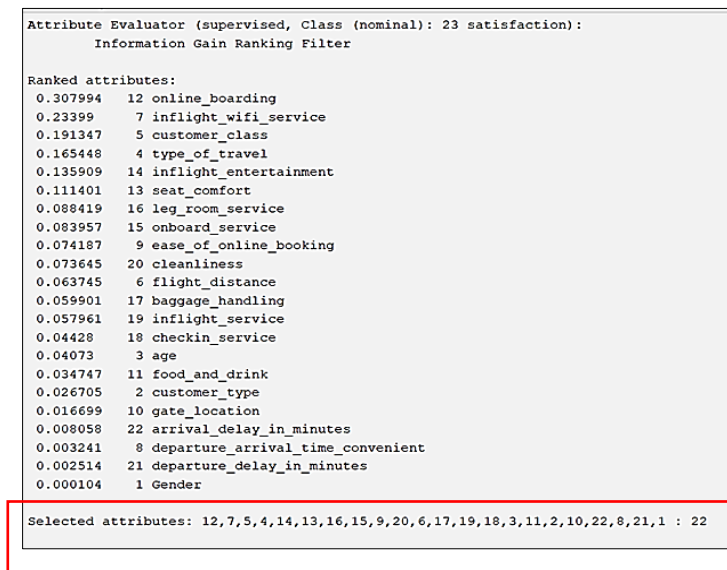 Attribute Evaluator (supervised, Class (nominal): 23 satisfaction):
Information Gain Ranking Filter
Ranked attributes:
0.307994 12 online_boarding
0.23399 7 inflight_wifi_service
0.191347 5 customer_class
0.165448 4 type_of_travel
0.135909 14 inflight_entertainment
0.111401 13 seat_comfort
0.088419 16 leg_room_service
0.083957 15 onboard_service
0.074187 9 ease_of_online_booking
0.073645 20 cleanliness
0.063745 6 flight_distance
0.059901 17 baggage_handling
0.057961 19 inflight_service
0.04428 18 checkin_service
0.04073 3 age
0.034747 11 food_and_drink
0.026705 2 customer_type
0.016699 10 gate_location
0.008058 22 arrival_delay_in_minutes
0.003241 8 departure_arrival_time_convenient
0.002514 21 departure_delay_in_minutes
0.000104 1 Gender
Selected attributes: 12,7,5,4,14,13,16,15,9,20,6,17,19,18,3,11,2,10,22,8,21,1 : 22